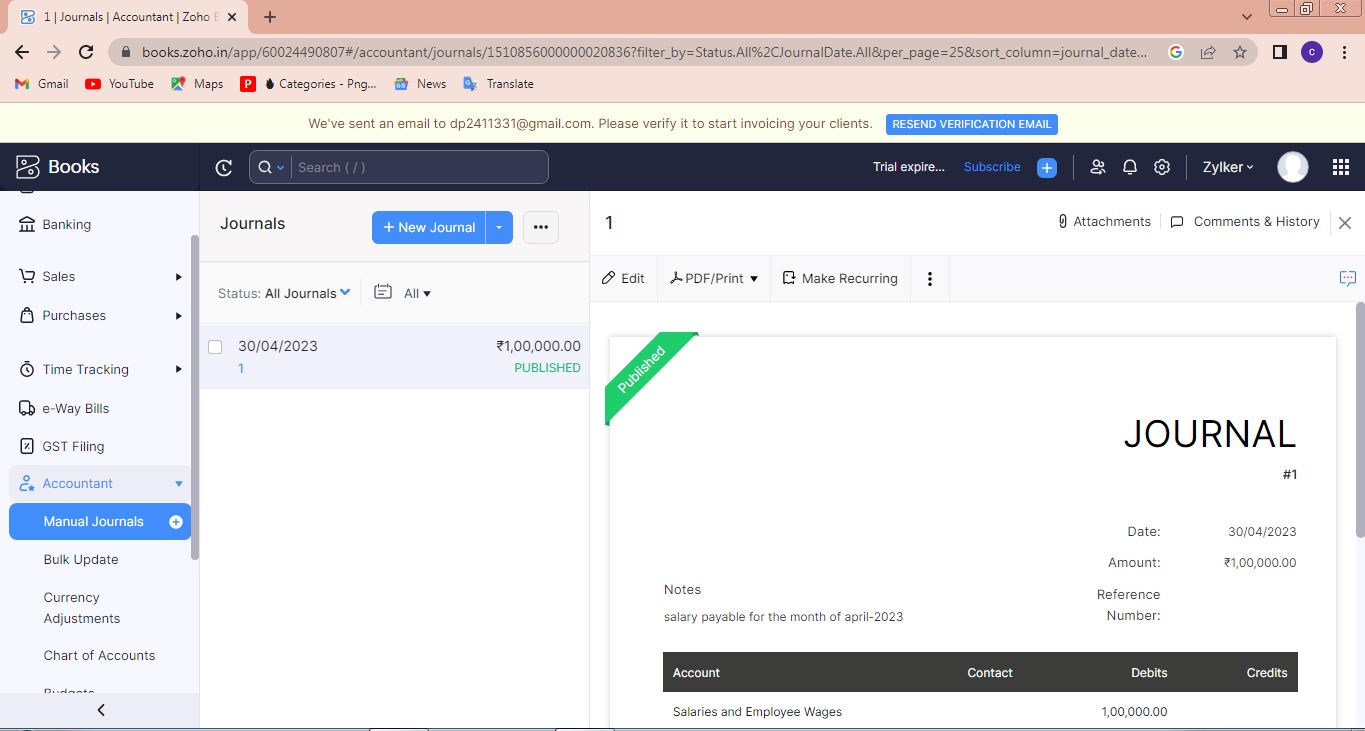 1 | Journals | Accountant | Zoho
books.zoho.in/app/60024490807#/accountant/journals/1510856000000020836?filter_by=Status.All%2CJournalDate.All&per_page=25&sort_column=journal_date...
G
c
Gmail
YouTube
Maps
Categories - Png...
News
Translate
We've sent an email to dp2411331@gmail.com. Please verify it to start invoicing your clients.
RESEND VERIFICATION EMAIL
Books
Search ( / )
Trial expire...
Subscribe
Zylker
Banking
Sales
Purchases
Time Tracking
e-Way Bills
GST Filing
Accountant
Manual Journals
Bulk Update
Currency
Adjustments
Chart of Accounts
Budgets
Journals
+ New Journal
Status: All Journals
All
30/04/2023
₹1,00,000.00
1
PUBLISHED
1
Attachments
Comments & History
Edit
PDF/Print
Make Recurring
Published
JOURNAL
#1
Date: 30/04/2023
Amount: ₹1,00,000.00
Reference
Number:
Notes
salary payable for the month of april-2023
Account Contact Debits Credits
Salaries and Employee Wages 1,00,000.00